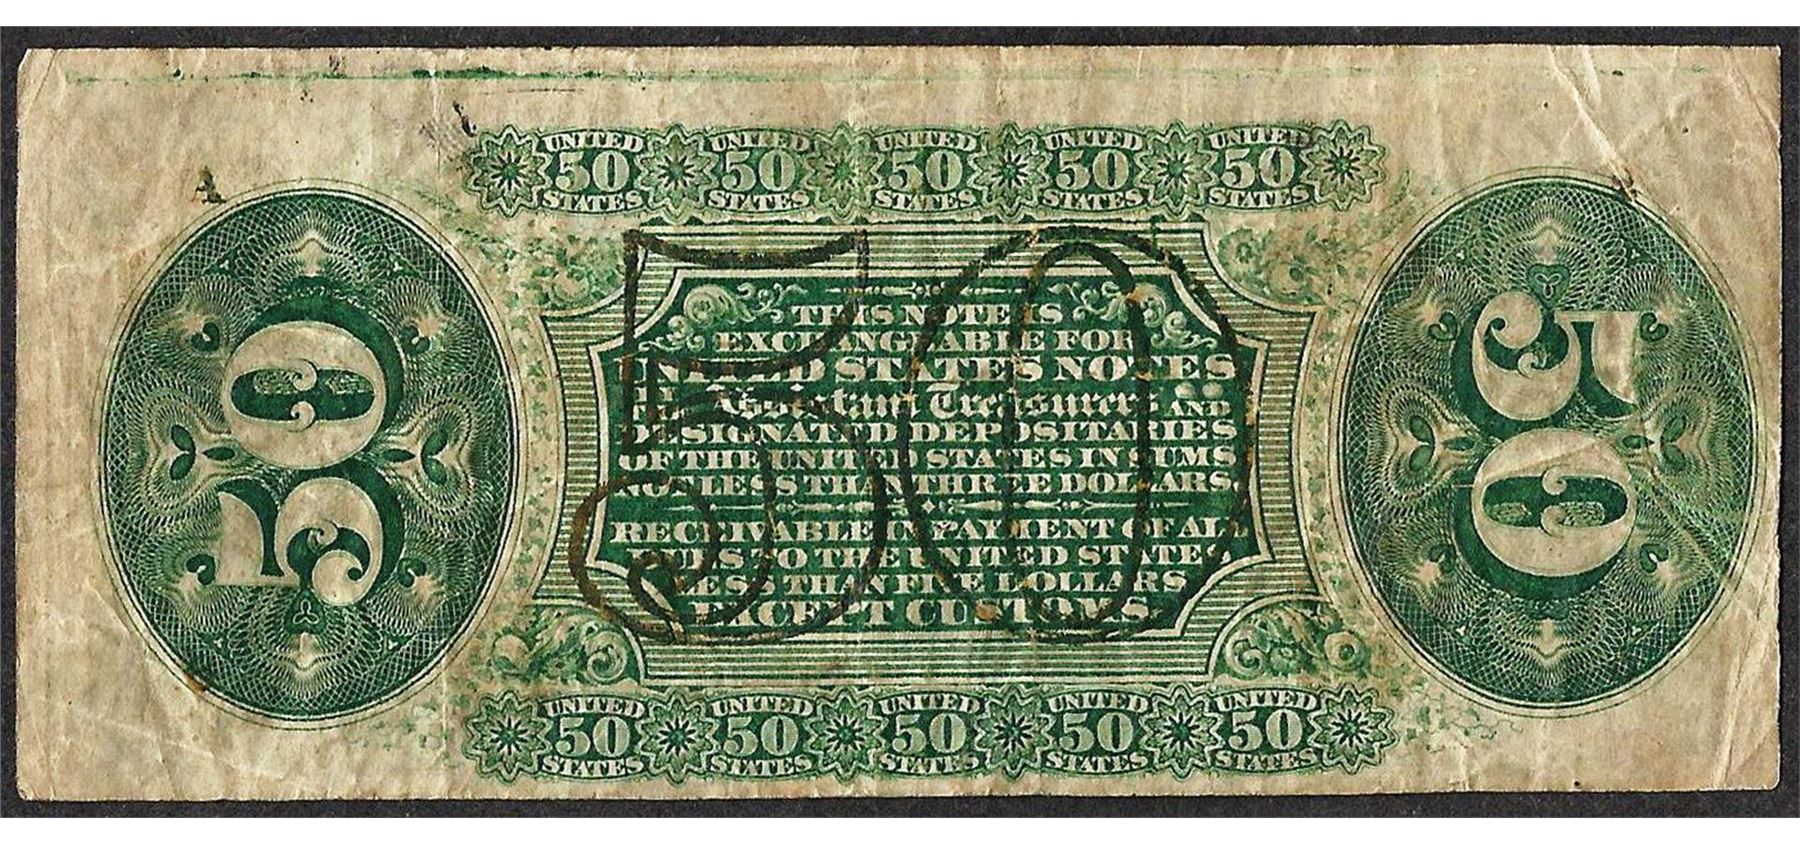 UNITED 50 STATES UNITED 50 STATES UNITED 50 STATES UNITED 50 STATES UNITED 50 STATES
A
50
50
50
THIS NOTE IS
EXCHANGEABLE FOR
UNITED STATES NOTES
BY THE Assistant Treasurers AND
DESIGNATED DEPOSITARIES
OF THE UNITED STATES IN SUMS
NOT LESS THAN THREE DOLLARS.
RECEIVABLE IN PAYMENT OF ALL
DUES TO THE UNITED STATES
LESS THAN FIVE DOLLARS
EXCEPT CUSTOMS.
UNITED 50 STATES UNITED 50 STATES UNITED 50 STATES UNITED 50 STATES UNITED 50 STATES